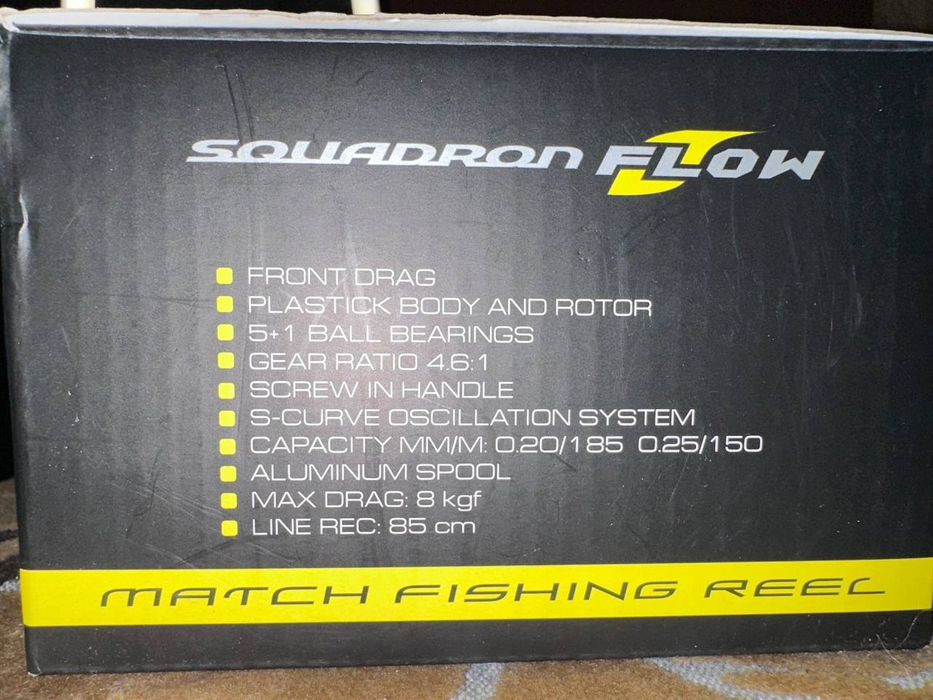 SQUADRON FLOW
FRONT DRAG
PLASTICK BODY AND ROTOR
5+1 BALL BEARINGS
GEAR RATIO 4.6:1
SCREW IN HANDLE
S-CURVE OSCILLATION SYSTEM
CAPACITY MM/M: 0.20/185 0.25/150
ALUMINUM SPOOL
MAX DRAG: 8 kgf
LINE REC: 85 cm
MATCH FISHING REEL